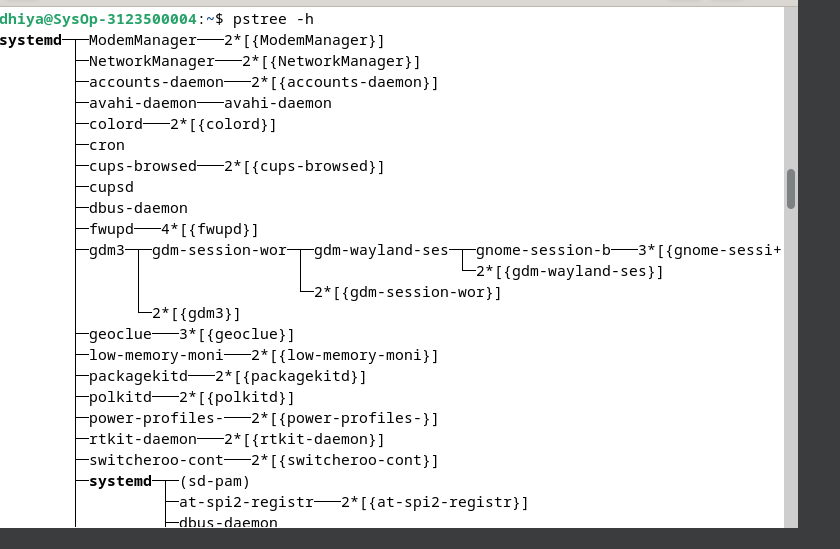 dhiya@SysOp-3123500004:~$ pstree -h
systemd─┬─ModemManager───2*[{ModemManager}]
        ├─NetworkManager───2*[{NetworkManager}]
        ├─accounts-daemon───2*[{accounts-daemon}]
        ├─avahi-daemon───avahi-daemon
        ├─colord───2*[{colord}]
        ├─cron
        ├─cups-browsed───2*[{cups-browsed}]
        ├─cupsd
        ├─dbus-daemon
        ├─fwupd───4*[{fwupd}]
        ├─gdm3─┬─gdm-session-wor─┬─gdm-wayland-ses─┬─gnome-session-b───3*[{gnome-sessi+
        │      │                 │                 └─2*[{gdm-wayland-ses}]
        │      │                 └─2*[{gdm-session-wor}]
        │      └─2*[{gdm3}]
        ├─geoclue───3*[{geoclue}]
        ├─low-memory-moni───2*[{low-memory-moni}]
        ├─packagekitd───2*[{packagekitd}]
        ├─polkitd───2*[{polkitd}]
        ├─power-profiles-───2*[{power-profiles-}]
        ├─rtkit-daemon───2*[{rtkit-daemon}]
        ├─switcheroo-cont───2*[{switcheroo-cont}]
        ├─systemd─┬─(sd-pam)
        │         ├─at-spi2-registr───2*[{at-spi2-registr}]
        │         ├─dbus-daemon